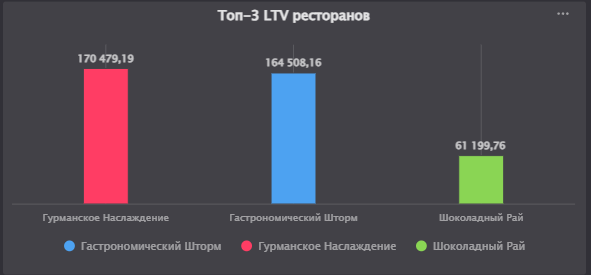 Топ-3 LTV ресторанов
170 479,19
164 508,16
61 199,76
Гурманское Наслаждение
Гастрономический Шторм
Шоколадный Рай
Гастрономический Шторм
Гурманское Наслаждение
Шоколадный Рай